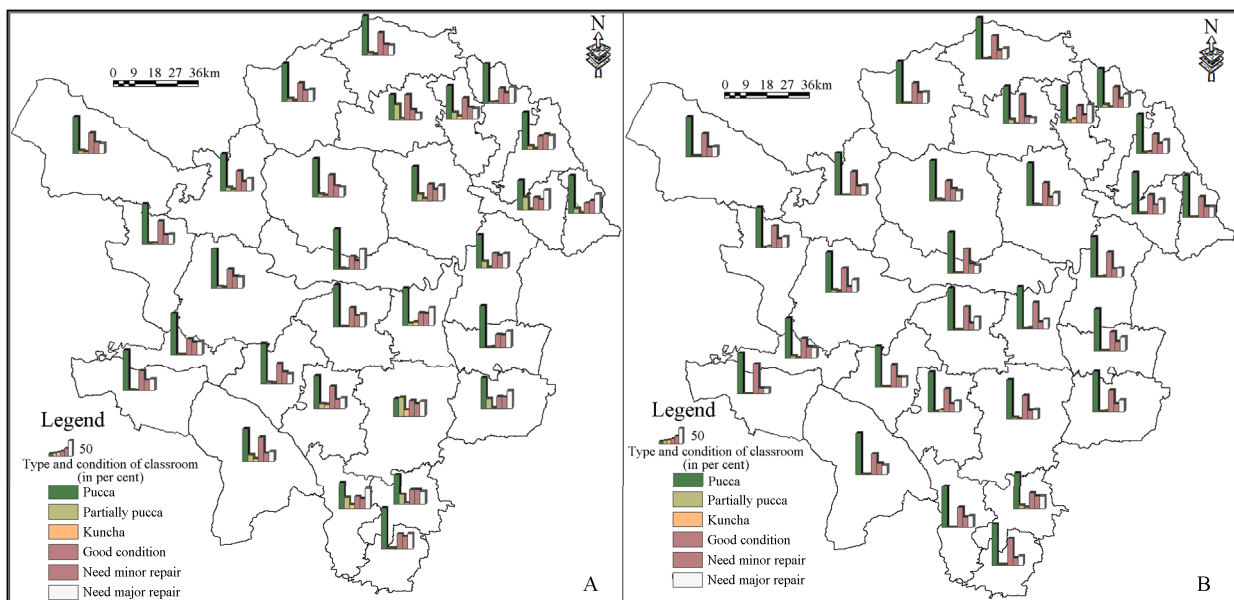 N
0 9 18 27 36km
Legend
50
Type and condition of classroom
(in per cent)
Pucca
Partially pucca
Kuncha
Good condition
Need minor repair
Need major repair
A
N
0 9 18 27 36km
Legend
50
Type and condition of classroom
(in per cent)
Pucca
Partially pucca
Kuncha
Good condition
Need minor repair
Need major repair
B